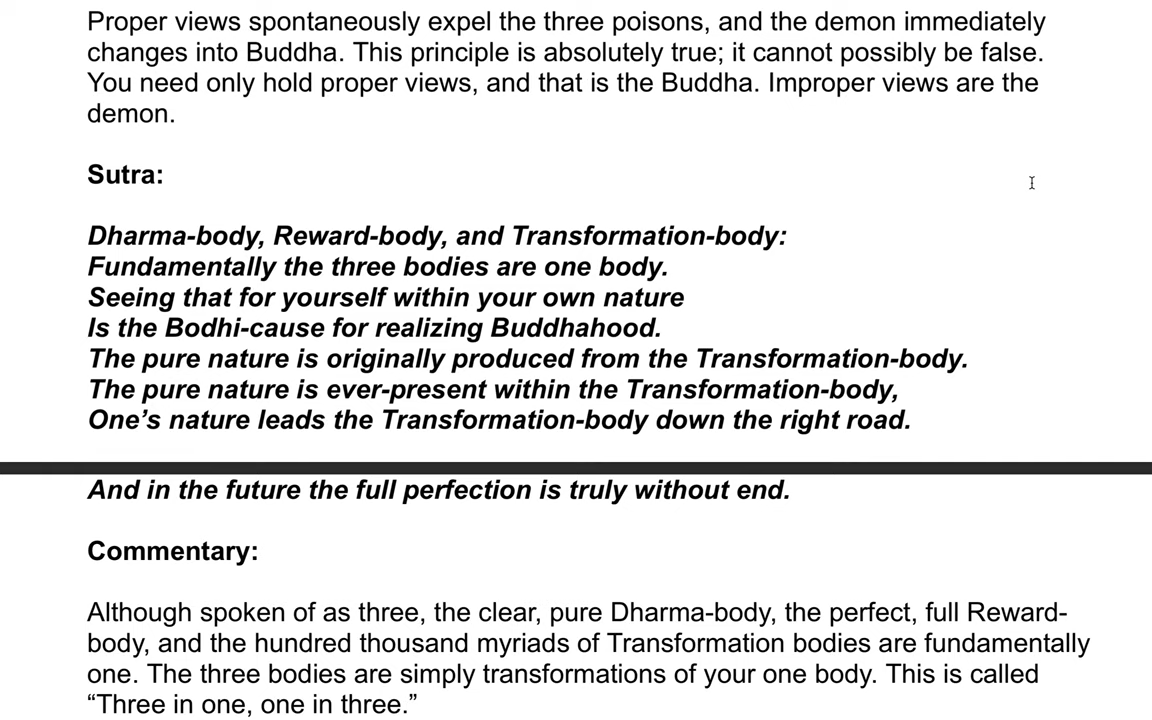 Proper views spontaneously expel the three poisons, and the demon immediately
changes into Buddha. This principle is absolutely true; it cannot possibly be false.
You need only hold proper views, and that is the Buddha. Improper views are the
demon.
Sutra:
Dharma-body, Reward-body, and Transformation-body:
Fundamentally the three bodies are one body.
Seeing that for yourself within your own nature
Is the Bodhi-cause for realizing Buddhahood.
The pure nature is originally produced from the Transformation-body.
The pure nature is ever-present within the Transformation-body,
One’s nature leads the Transformation-body down the right road.
And in the future the full perfection is truly without end.
Commentary:
Although spoken of as three, the clear, pure Dharma-body, the perfect, full Reward-
body, and the hundred thousand myriads of Transformation bodies are fundamentally
one. The three bodies are simply transformations of your one body. This is called
“Three in one, one in three.”